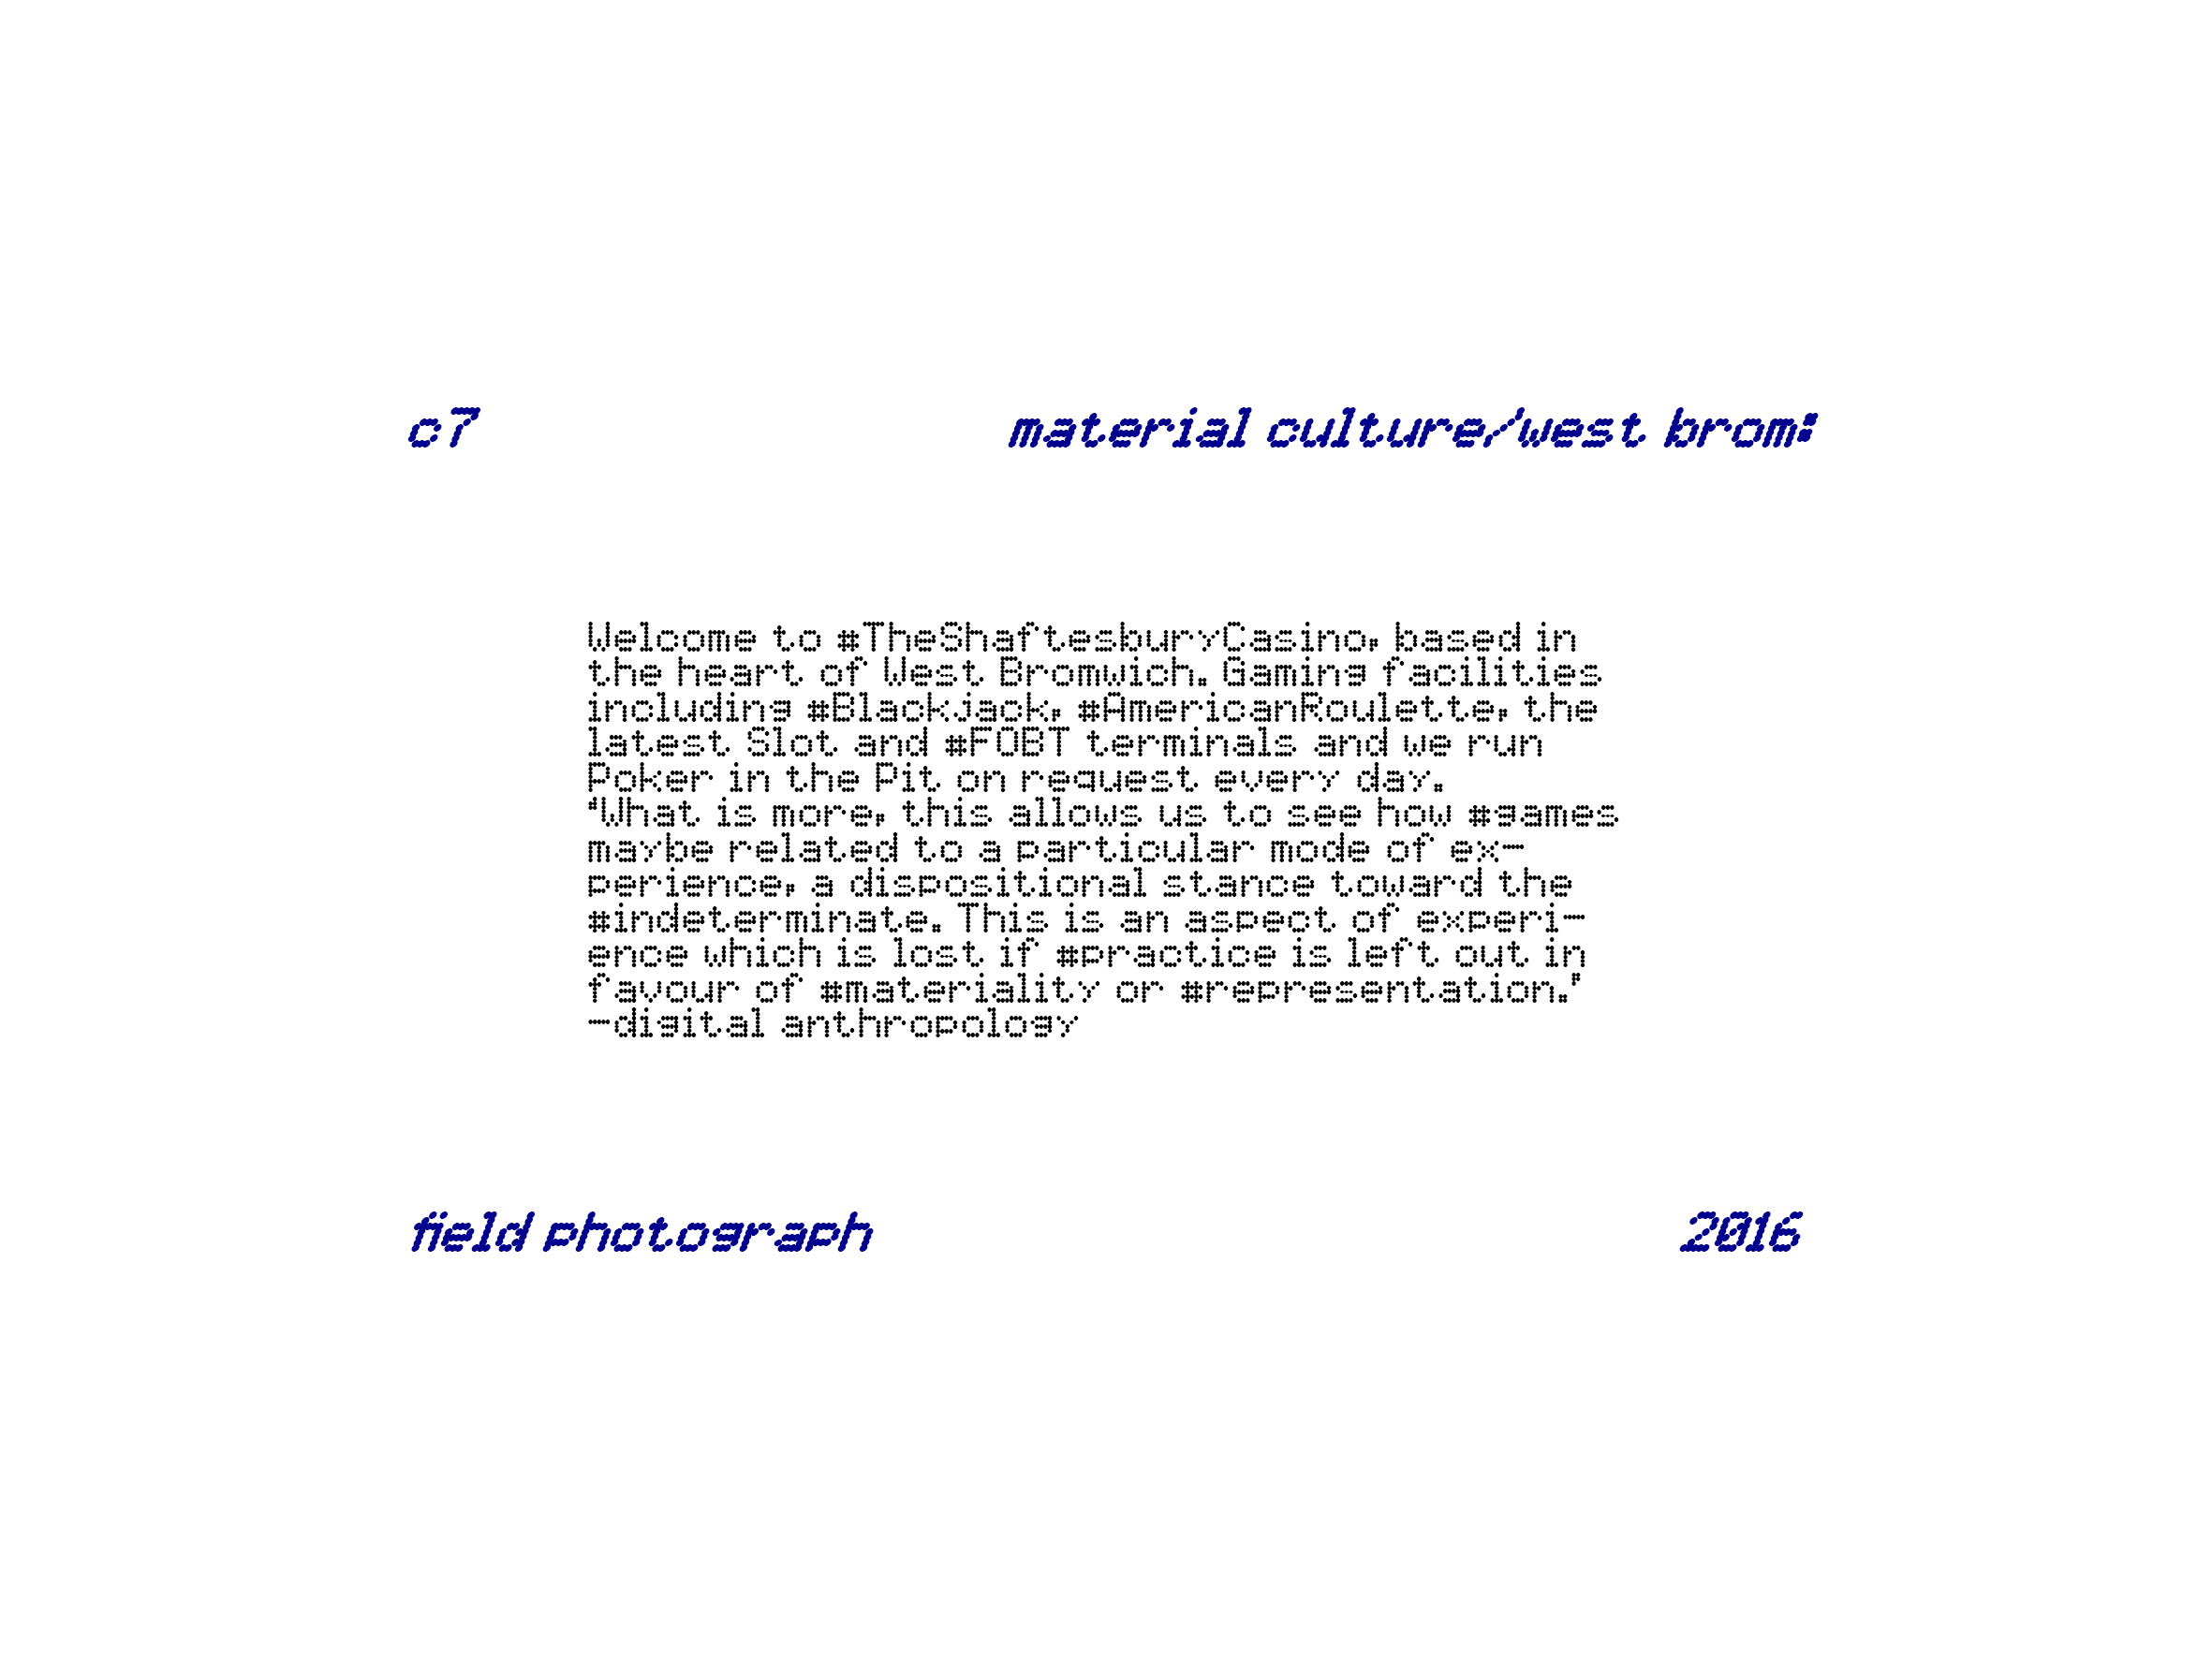 c7 material culture/west brom:
Welcome to #TheShaftesburyCasino, based in
the heart of West Bromwich. Gaming facilities
including #Blackjack, #AmericanRoulette, the
latest Slot and #FOBT terminals and we run
Poker in the Pit on request every day.
‘What is more, this allows us to see how #games
maybe related to a particular mode of ex-
perience, a dispositional stance toward the
#indeterminate. This is an aspect of experi-
ence which is lost if #practice is left out in
favour of #materiality or #representation.’
-digital anthropology
field photograph 2016